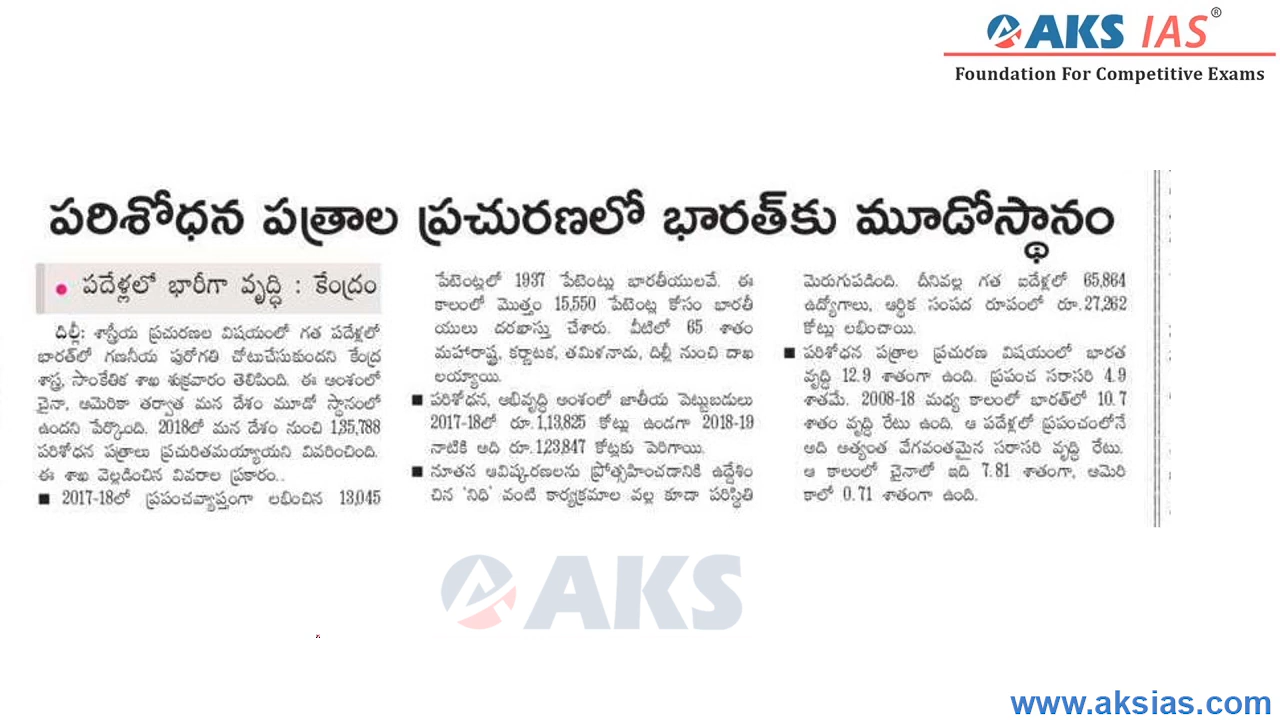 AKS IAS®
Foundation For Competitive Exams
పరిశోధన పత్రాల ప్రచురణలో భారత్‌కు మూడోస్థానం
• పదేళ్లలో భారీగా వృద్ధి : కేంద్రం
దిల్లీ: శాస్త్రీయ ప్రచురణల విషయంలో గత పదేళ్లలో
భారత్‌లో గణనీయ పురోగతి చోటుచేసుకుందని కేంద్ర
శాస్త్ర, సాంకేతిక శాఖ శుక్రవారం తెలిపింది. ఈ అంశంలో
చైనా, అమెరికా తర్వాత మన దేశం మూడో స్థానంలో
ఉందని పేర్కొంది. 2018లో మన దేశం నుంచి 1,35,788
పరిశోధన పత్రాలు ప్రచురితమయ్యాయని వివరించింది.
ఈ శాఖ వెల్లడించిన వివరాల ప్రకారం..
■ 2017-18లో ప్రపంచవ్యాప్తంగా లభించిన 13,045
పేటెంట్లలో 1937 పేటెంట్లు భారతీయులవే. ఈ
కాలంలో మొత్తం 15,550 పేటెంట్ల కోసం భారతీ
యులు దరఖాస్తు చేశారు. వీటిలో 65 శాతం
మహారాష్ట్ర, కర్ణాటక, తమిళనాడు, దిల్లీ నుంచి దాఖ
లయ్యాయి.
■ పరిశోధన, అభివృద్ధి అంశంలో జాతీయ పెట్టుబడులు
2017-18లో రూ.1,13,825 కోట్లు ఉండగా 2018-19
నాటికి అది రూ.1,23,847 కోట్లకు పెరిగాయి.
■ నూతన ఆవిష్కరణలను ప్రోత్సహించడానికి ఉద్దేశిం
చిన 'నిధి' వంటి కార్యక్రమాల వల్ల కూడా పరిస్థితి
మెరుగుపడింది. దీనివల్ల గత ఐదేళ్లలో 65,864
ఉద్యోగాలు, ఆర్థిక సంపద రూపంలో రూ.27,262
కోట్లు లభించాయి.
■ పరిశోధన పత్రాల ప్రచురణ విషయంలో భారత
వృద్ధి 12.9 శాతంగా ఉంది. ప్రపంచ సరాసరి 4.9
శాతమే. 2008-18 మధ్య కాలంలో భారత్‌లో 10.7
శాతం వృద్ధి రేటు ఉంది. ఆ పదేళ్లలో ప్రపంచంలోనే
అది అత్యంత వేగవంతమైన సరాసరి వృద్ధి రేటు.
ఆ కాలంలో చైనాలో ఇది 7.81 శాతంగా, అమెరి
కాలో 0.71 శాతంగా ఉంది.
AKS
www.aksias.com